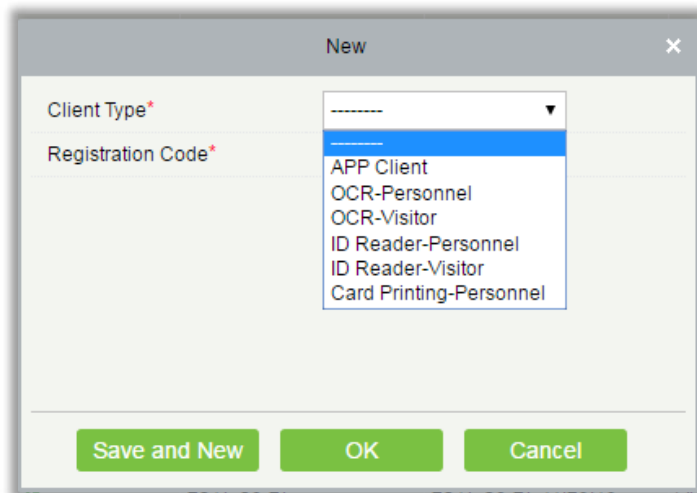 New ×
Client Type* -------- ▼
Registration Code* --------
APP Client
OCR-Personnel
OCR-Visitor
ID Reader-Personnel
ID Reader-Visitor
Card Printing-Personnel
Save and New OK Cancel